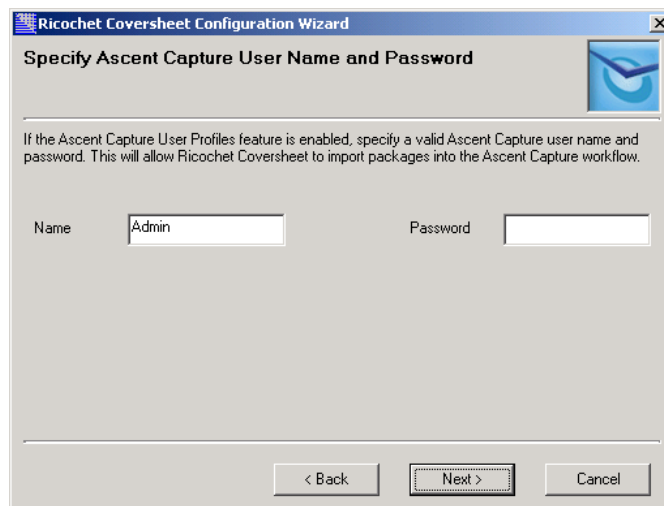 Ricochet Coversheet Configuration Wizard
Specify Ascent Capture User Name and Password
If the Ascent Capture User Profiles feature is enabled, specify a valid Ascent Capture user name and
password. This will allow Ricochet Coversheet to import packages into the Ascent Capture workflow.
Name Admin Password
< Back Next > Cancel